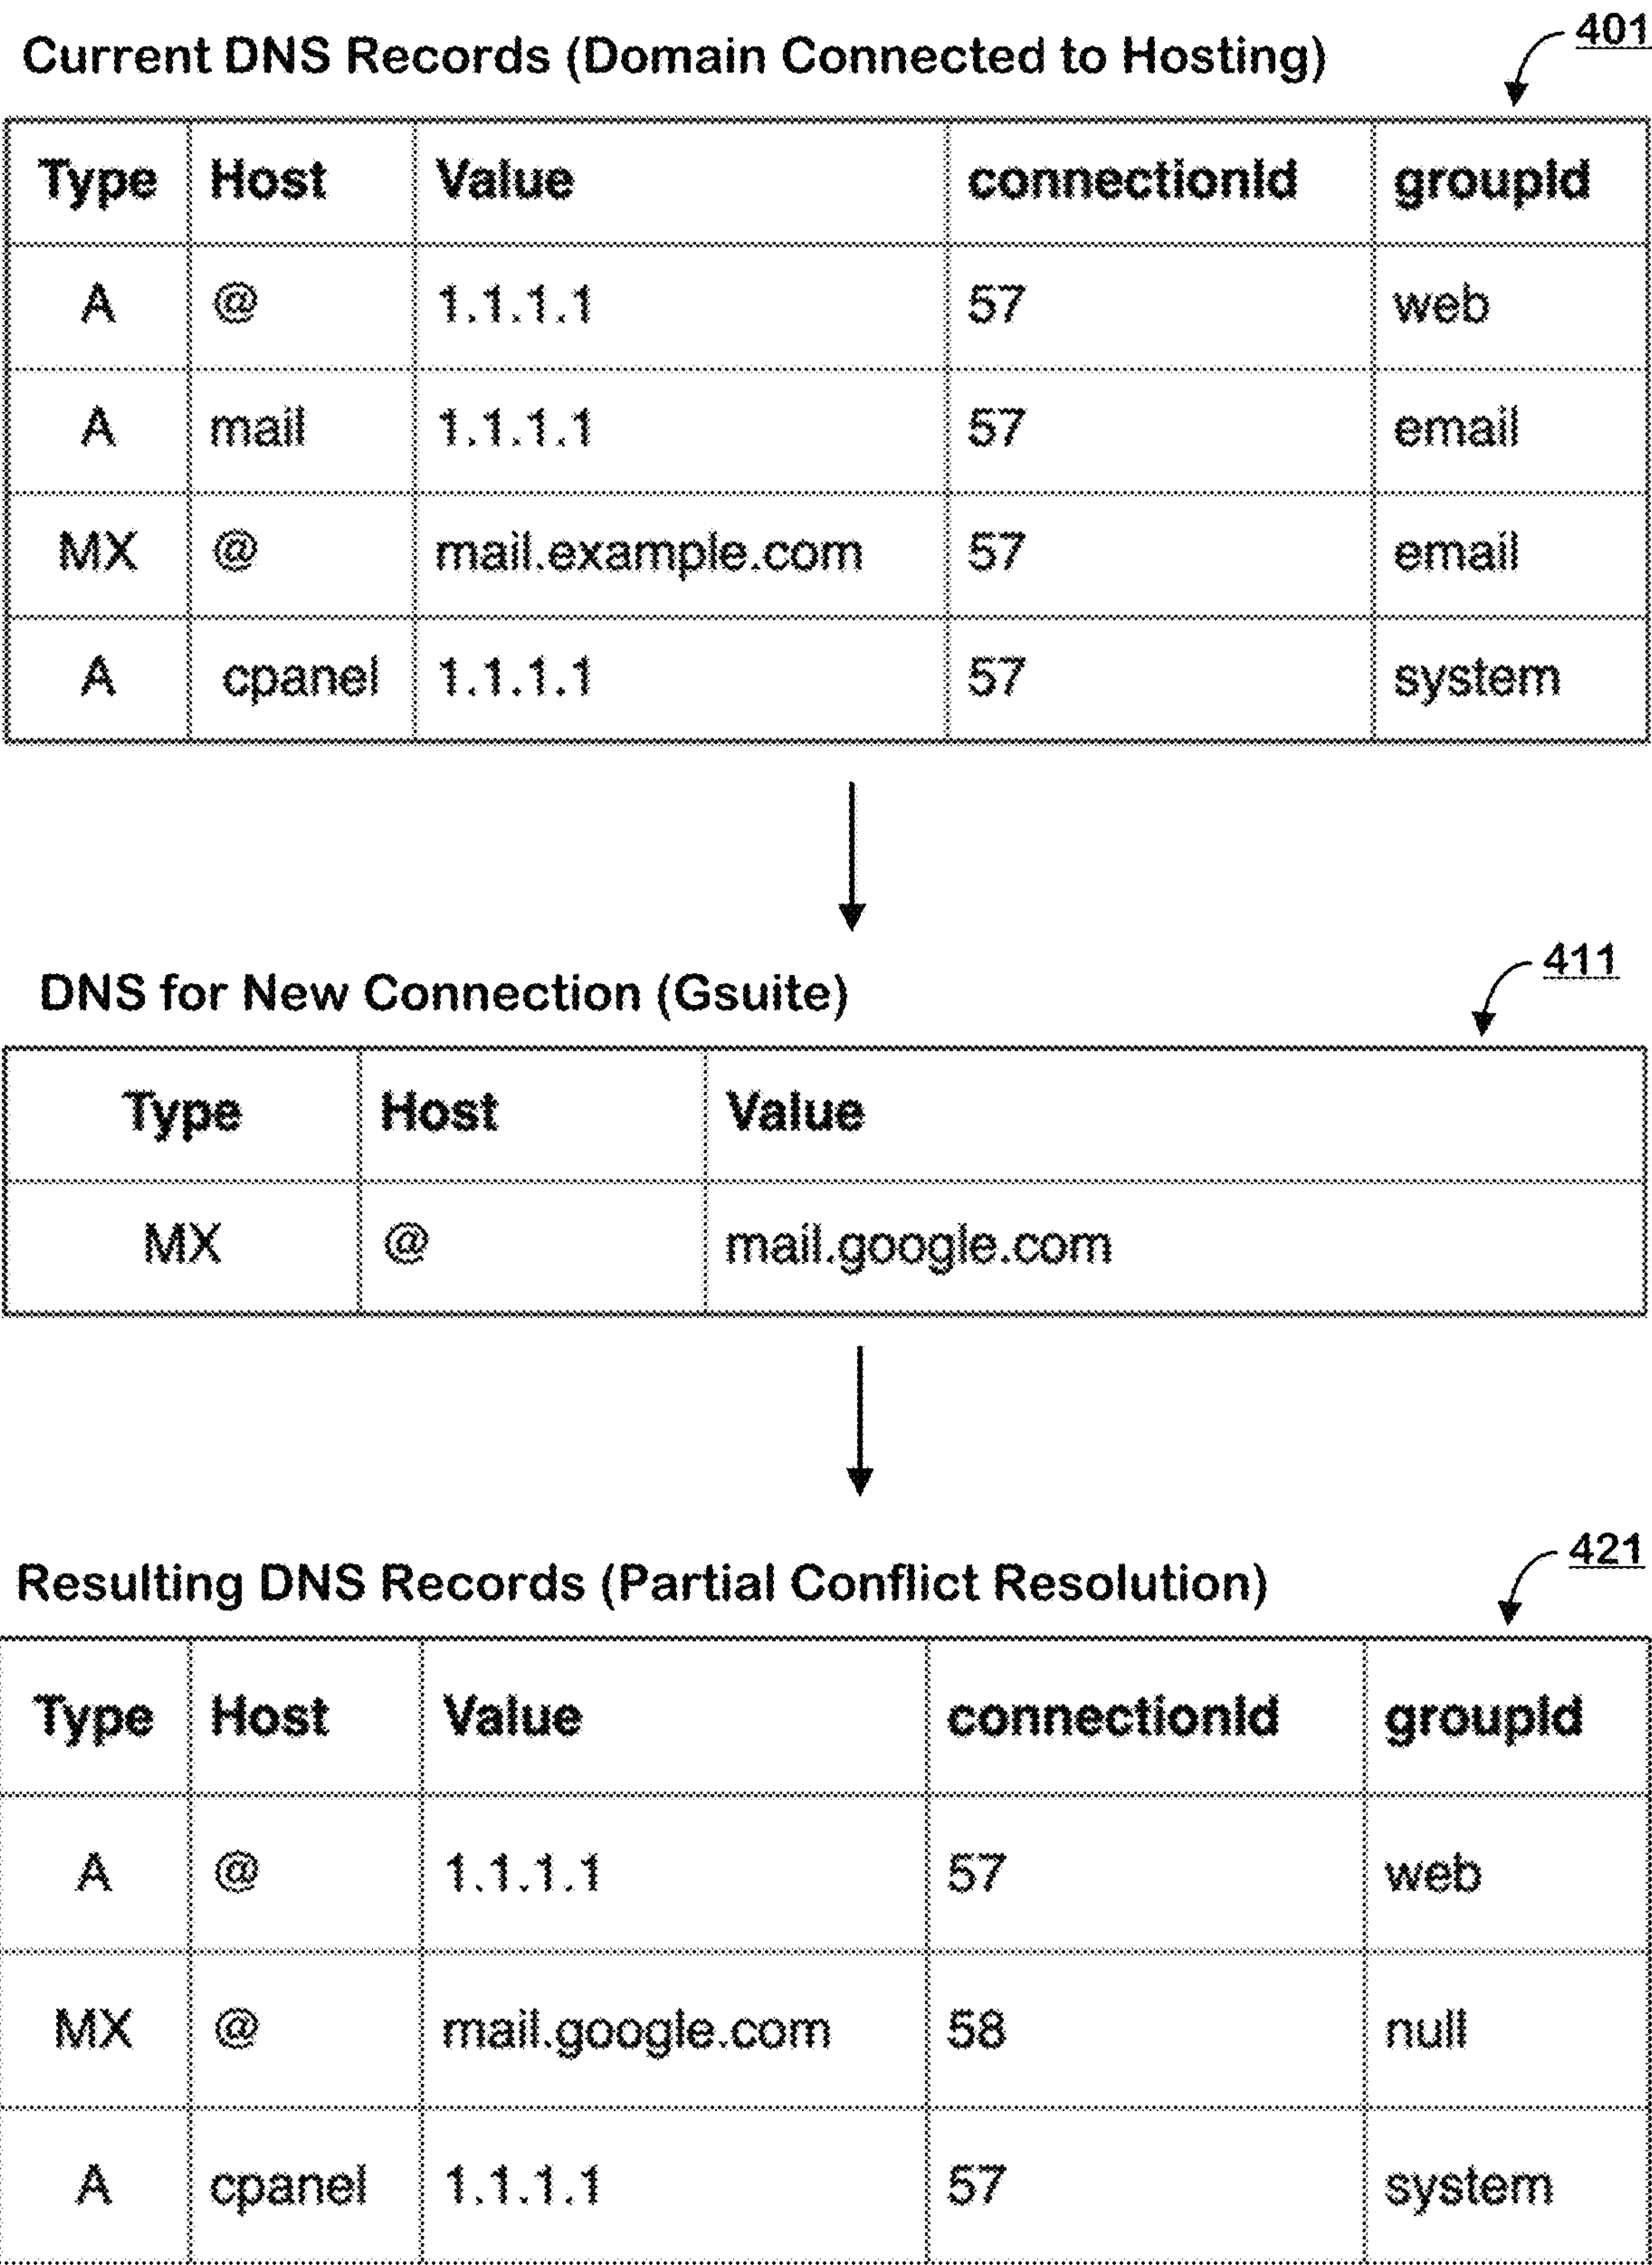 401
Current DNS Records (Domain Connected to Hosting)
Type Host Value connectionId groupId
A @ 1.1.1.1 57 web
A mail 1.1.1.1 57 email
MX @ mail.example.com 57 email
A cpanel 1.1.1.1 57 system
411
DNS for New Connection (Gsuite)
Type Host Value
MX @ mail.google.com
421
Resulting DNS Records (Partial Conflict Resolution)
Type Host Value connectionId groupId
A @ 1.1.1.1 57 web
MX @ mail.google.com 58 null
A cpanel 1.1.1.1 57 system